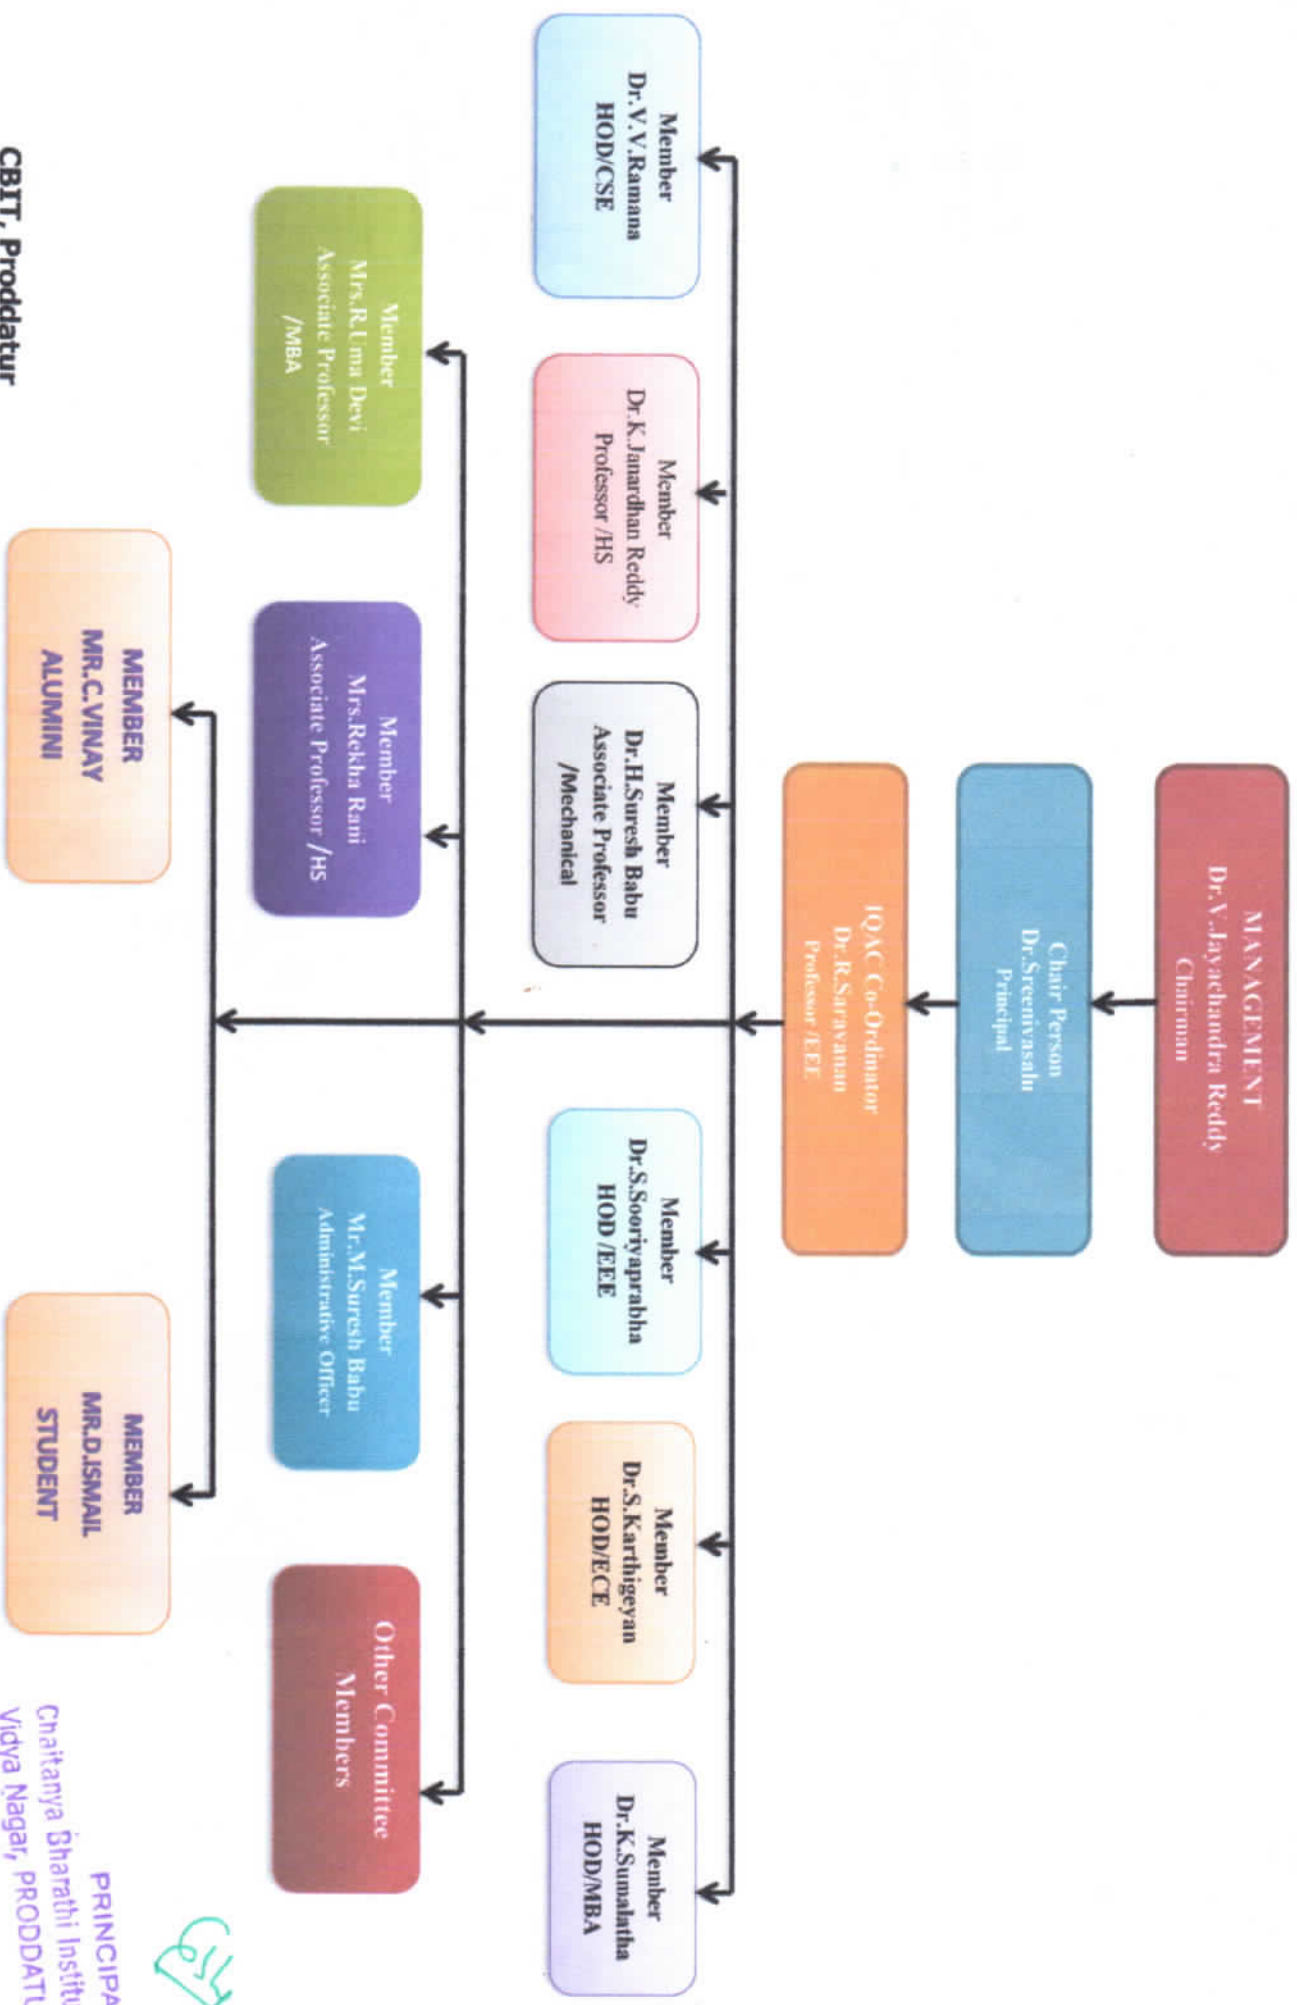 MANAGEMENT
Dr.V.Jayachandra Reddy
Chairman
Chair Person
Dr.Sreenivasalu
Principal
IQAC Co-Ordinator
Dr.R.Saravanan
Professor /EEE
Member
Dr.V.V.Ramana
HOD/CSE
Member
Dr.K.Janardhan Reddy
Professor /HS
Member
Dr.H.Suresh Babu
Associate Professor
/Mechanical
Member
Dr.S.Sooriyaprabha
HOD /EEE
Member
Dr.S.Karthigeyan
HOD/ECE
Member
Dr.K.Sumalatha
HOD/MBA
Member
Mrs.R.Uma Devi
Associate Professor
/MBA
Member
Mrs.Rekha Rani
Associate Professor /HS
Member
Mr.M.Suresh Babu
Administrative Officer
Other Committee
Members
MEMBER
MR.C.VINAY
ALUMINI
MEMBER
MR.D.ISMAIL
STUDENT
CBIT, Proddatur
PRINCIPA
Chaitanya Bharathi Institu
Vidya Nagar, PRODDATU